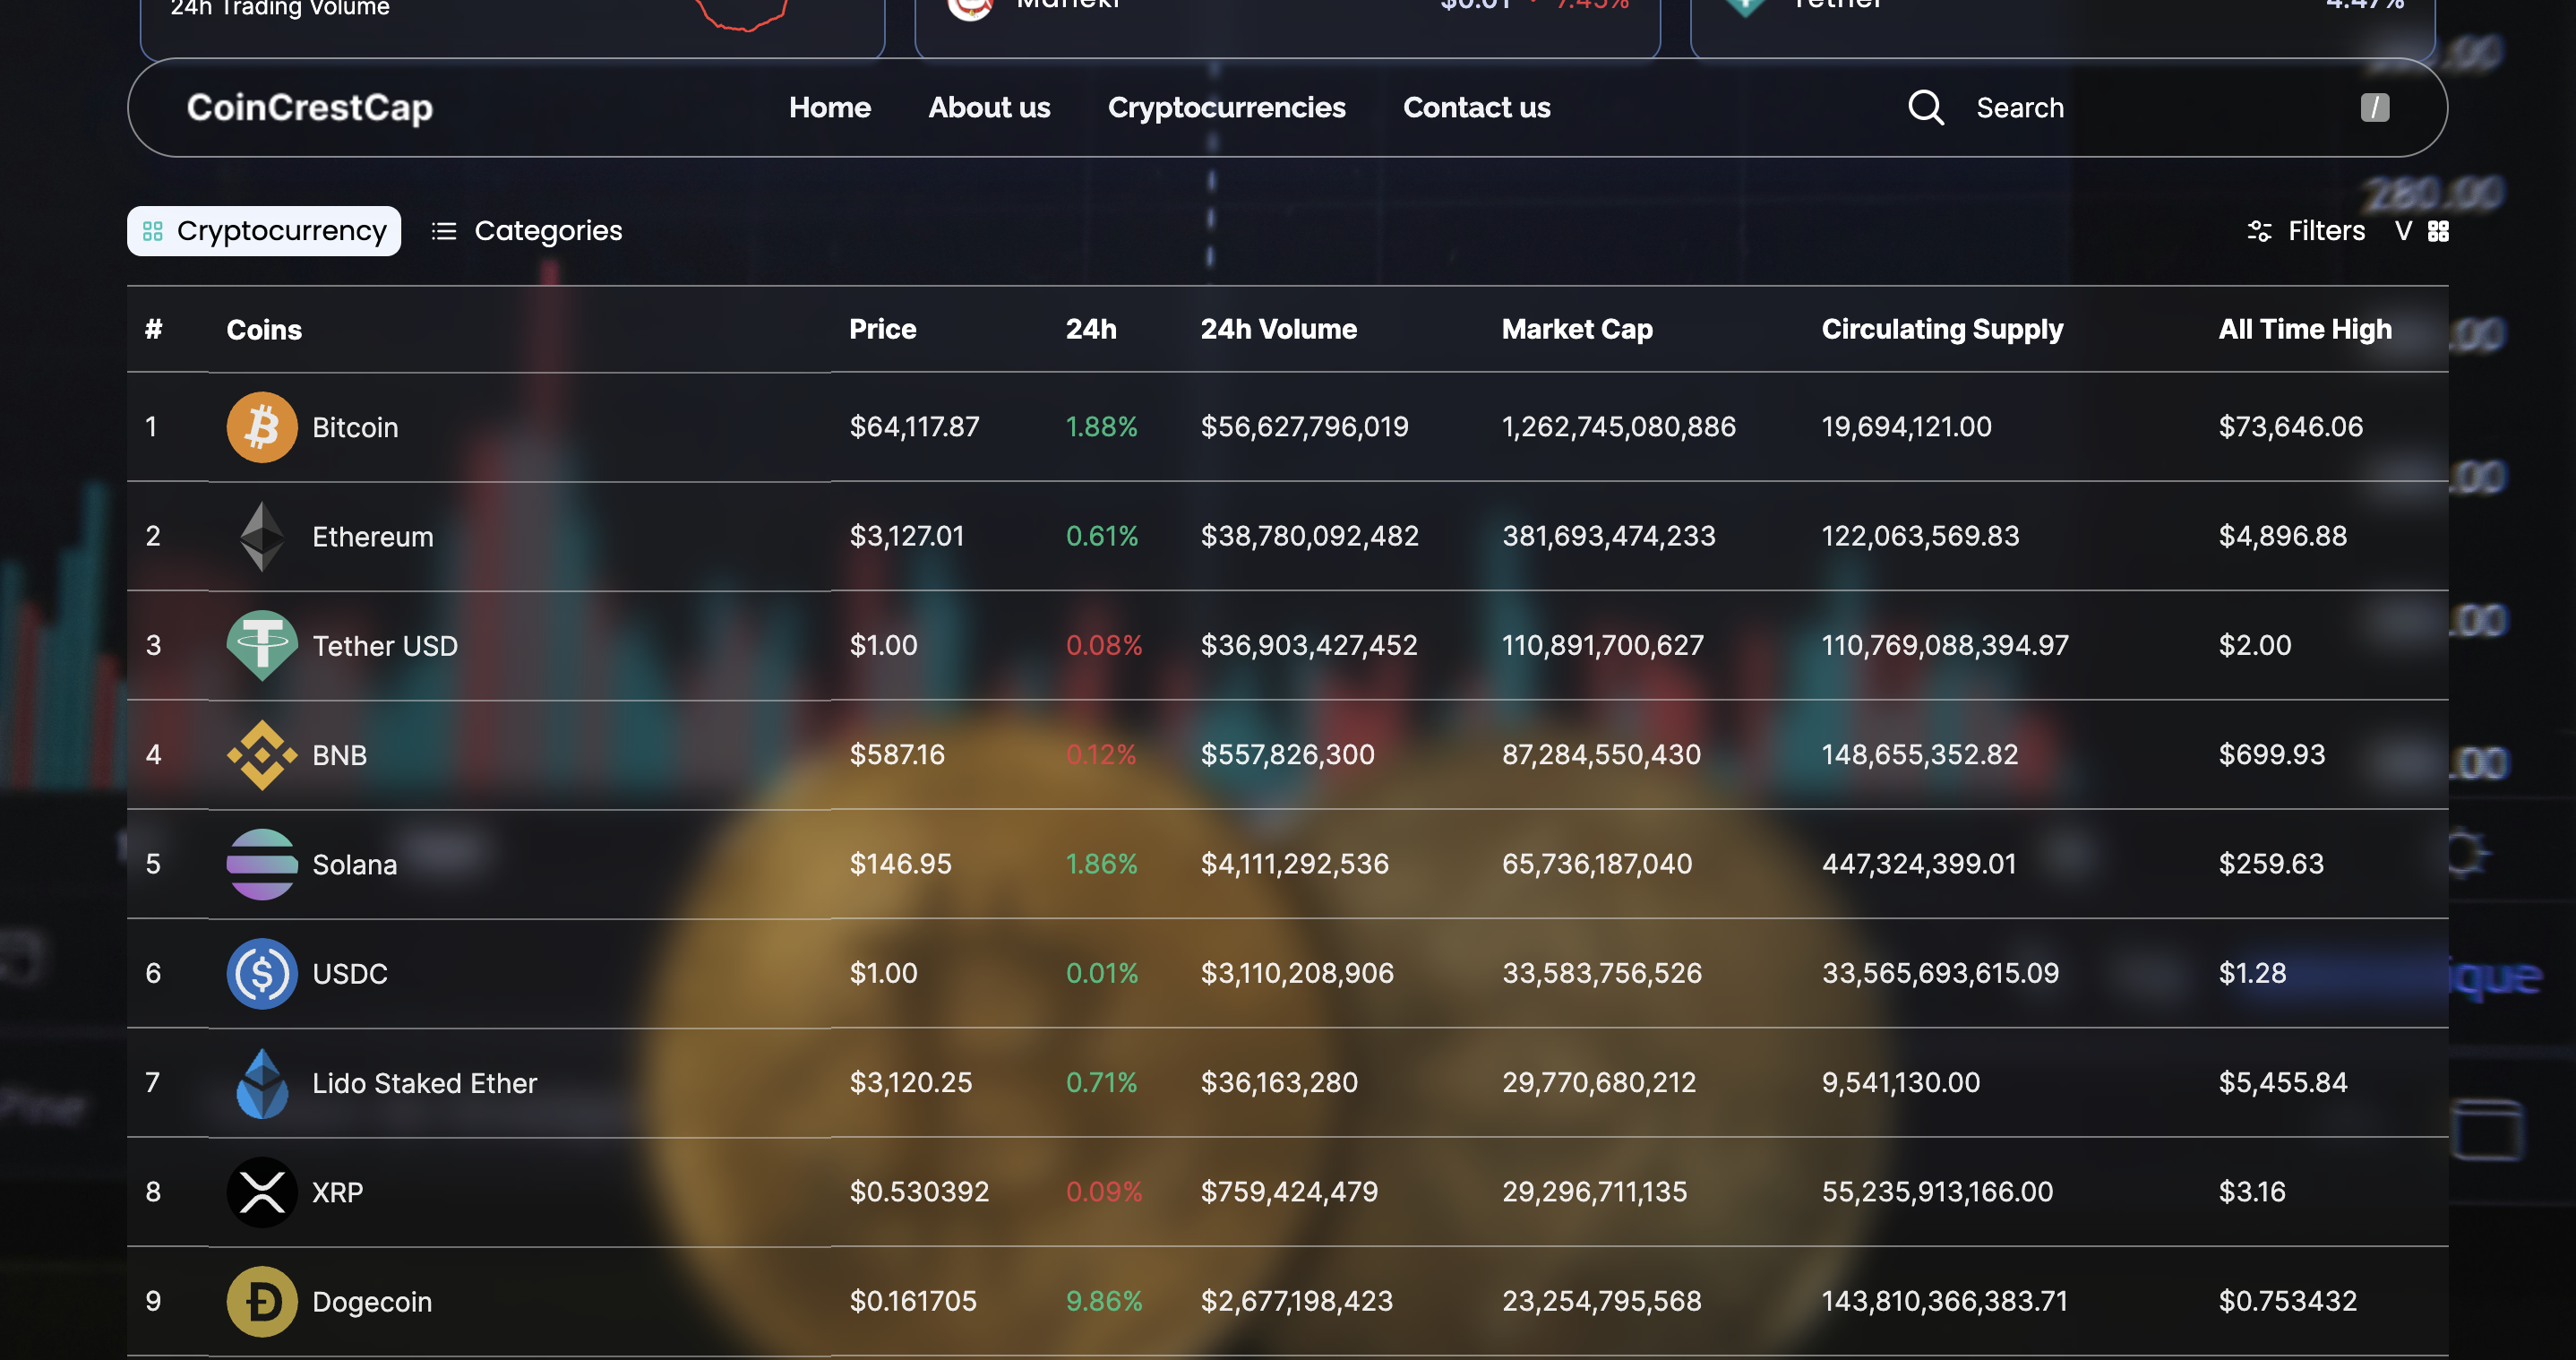 24h Trading Volume
Maneki $0.01 7.45%
Tether 4.47%
CoinCrestCap Home About us Cryptocurrencies Contact us Search /
280.00
Cryptocurrency Categories Filters V
# Coins Price 24h 24h Volume Market Cap Circulating Supply All Time High
1 Bitcoin $64,117.87 1.88% $56,627,796,019 1,262,745,080,886 19,694,121.00 $73,646.06
2 Ethereum $3,127.01 0.61% $38,780,092,482 381,693,474,233 122,063,569.83 $4,896.88
3 Tether USD $1.00 0.08% $36,903,427,452 110,891,700,627 110,769,088,394.97 $2.00
4 BNB $587.16 0.12% $557,826,300 87,284,550,430 148,655,352.82 $699.93
5 Solana $146.95 1.86% $4,111,292,536 65,736,187,040 447,324,399.01 $259.63
6 USDC $1.00 0.01% $3,110,208,906 33,583,756,526 33,565,693,615.09 $1.28
7 Lido Staked Ether $3,120.25 0.71% $36,163,280 29,770,680,212 9,541,130.00 $5,455.84
Pine
8 XRP $0.530392 0.09% $759,424,479 29,296,711,135 55,235,913,166.00 $3.16
9 Dogecoin $0.161705 9.86% $2,677,198,423 23,254,795,568 143,810,366,383.71 $0.753432